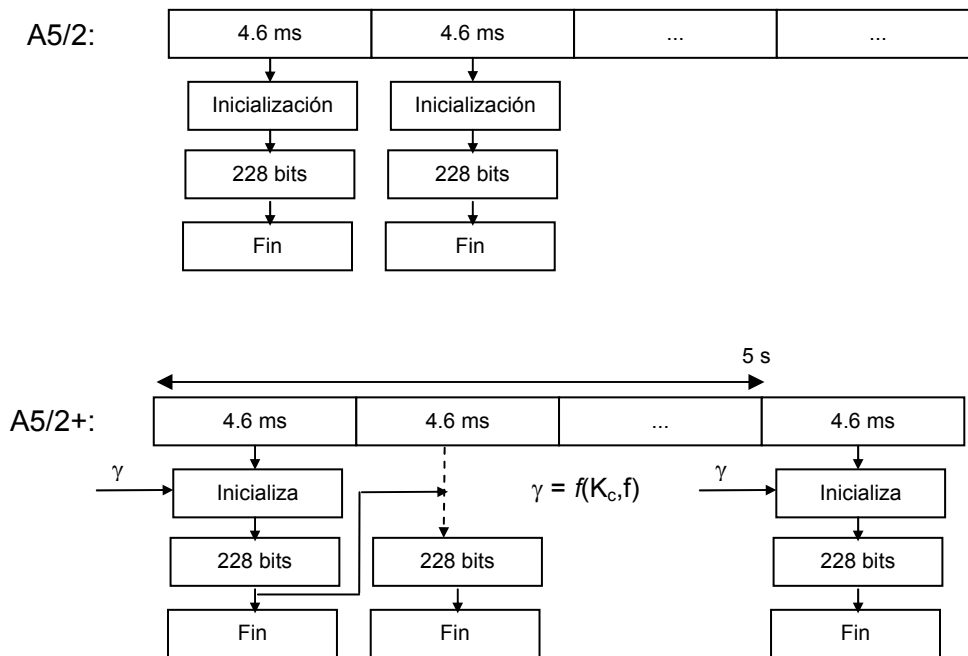 A5/2: 4.6 ms 4.6 ms ... ...
Inicialización Inicialización
228 bits 228 bits
Fin Fin
5 s
A5/2+: 4.6 ms 4.6 ms ... 4.6 ms
γ Inicializa γ = f(Kc,f) γ Inicializa
228 bits 228 bits 228 bits
Fin Fin Fin